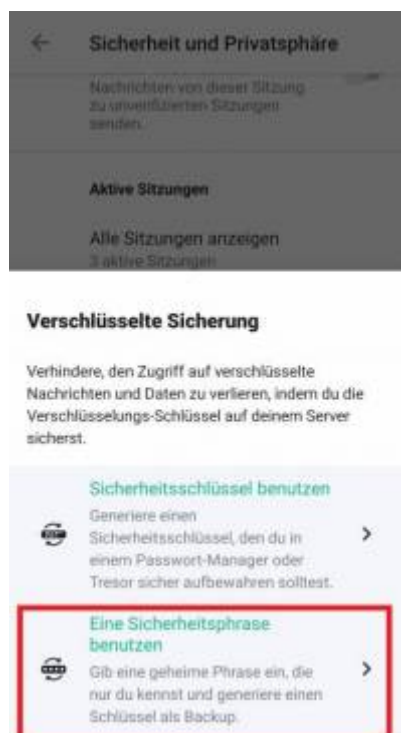 Sicherheit und Privatsphäre
Nachrichten von dieser Sitzung
zu unverifizierten Sitzungen
senden.
Aktive Sitzungen
Alle Sitzungen anzeigen
3 aktive Sitzungen
Verschlüsselte Sicherung
Verhindere, den Zugriff auf verschlüsselte
Nachrichten und Daten zu verlieren, indem du die
Verschlüsselungs-Schlüssel auf deinem Server
sicherst.
Sicherheitsschlüssel benutzen
Generiere einen
Sicherheitsschlüssel, den du in
einem Passwort-Manager oder
Tresor sicher aufbewahren solltest.
Eine Sicherheitsphrase
benutzen
Gib eine geheime Phrase ein, die
nur du kennst und generiere einen
Schlüssel als Backup.